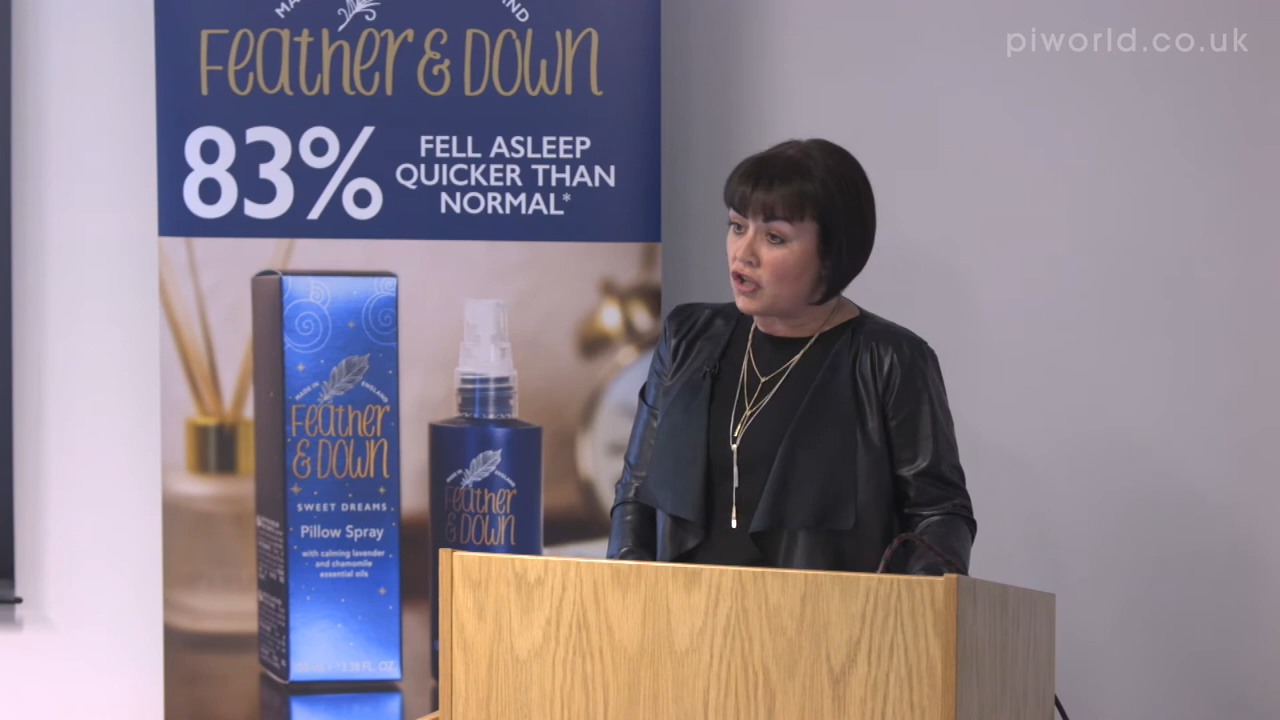 piworld.co.uk
Feather
& DOWN
83%
FELL ASLEEP
QUICKER THAN
NORMAL*
MADE IN ENGLAND
Feather
& DOWN
SWEET DREAMS
Pillow Spray
with calming lavender
and chamomile
essential oils
MADE IN
Feather
& DOWN